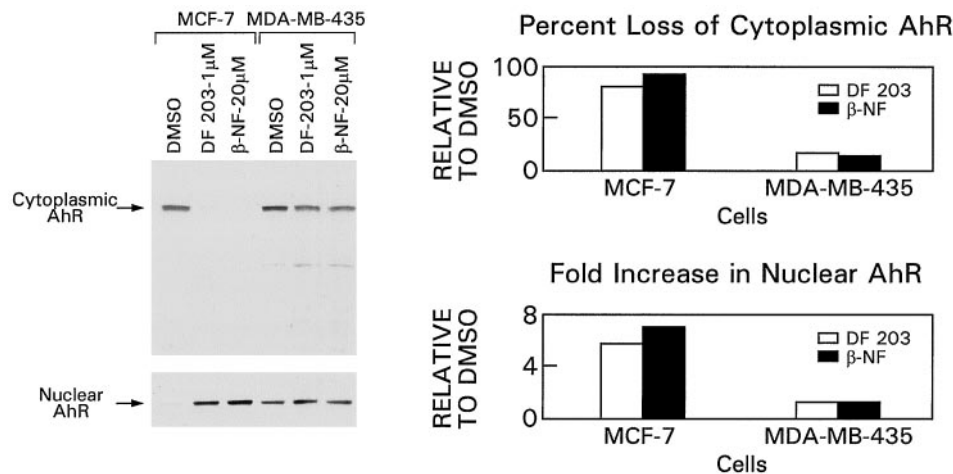 MCF-7 MDA-MB-435
DMSO
DF 203-1μM
β-NF-20μM
DMSO
DF-203-1μM
β-NF-20μM
Cytoplasmic
AhR
Nuclear
AhR
Percent Loss of Cytoplasmic AhR
RELATIVE
TO DMSO
100
50
0
DF 203
β-NF
MCF-7 MDA-MB-435
Cells
Fold Increase in Nuclear AhR
RELATIVE
TO DMSO
8
4
0
DF 203
β-NF
MCF-7 MDA-MB-435
Cells